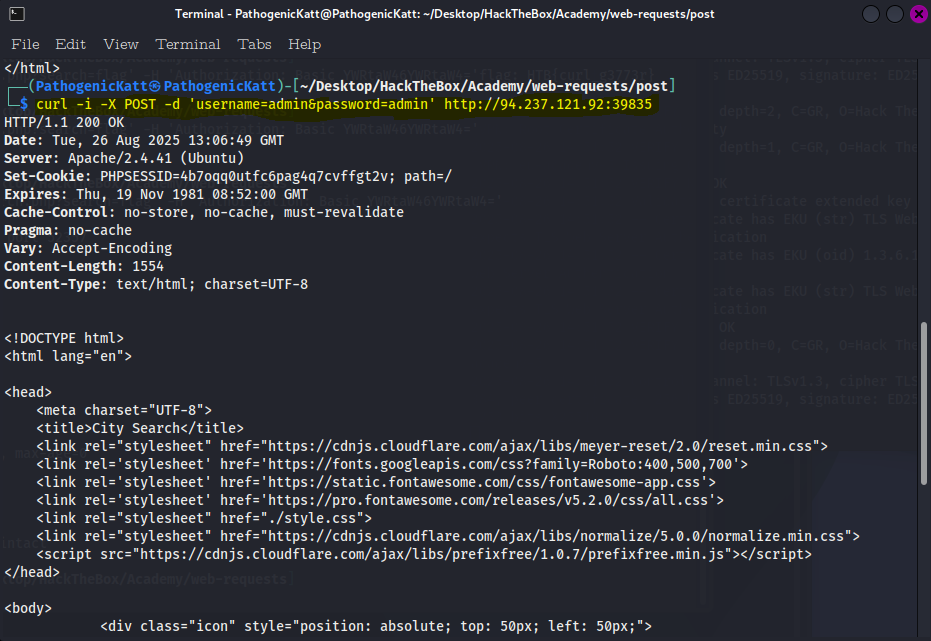 Terminal - PathogenicKatt@PathogenicKatt: ~/Desktop/HackTheBox/Academy/web-requests/post
File Edit View Terminal Tabs Help
</html>
┌──(PathogenicKatt㉿PathogenicKatt)-[~/Desktop/HackTheBox/Academy/web-requests/post]
└─$ curl -i -X POST -d 'username=admin&password=admin' http://94.237.121.92:39835
HTTP/1.1 200 OK
Date: Tue, 26 Aug 2025 13:06:49 GMT
Server: Apache/2.4.41 (Ubuntu)
Set-Cookie: PHPSESSID=4b7oqq0utfc6pag4q7cvffgt2v; path=/
Expires: Thu, 19 Nov 1981 08:52:00 GMT
Cache-Control: no-store, no-cache, must-revalidate
Pragma: no-cache
Vary: Accept-Encoding
Content-Length: 1554
Content-Type: text/html; charset=UTF-8
<!DOCTYPE html>
<html lang="en">
<head>
    <meta charset="UTF-8">
    <title>City Search</title>
    <link rel="stylesheet" href="https://cdnjs.cloudflare.com/ajax/libs/meyer-reset/2.0/reset.min.css">
    <link rel='stylesheet' href='https://fonts.googleapis.com/css?family=Roboto:400,500,700'>
    <link rel='stylesheet' href='https://static.fontawesome.com/css/fontawesome-app.css'>
    <link rel='stylesheet' href='https://pro.fontawesome.com/releases/v5.2.0/css/all.css'>
    <link rel="stylesheet" href="./style.css">
    <link rel="stylesheet" href="https://cdnjs.cloudflare.com/ajax/libs/normalize/5.0.0/normalize.min.css">
    <script src="https://cdnjs.cloudflare.com/ajax/libs/prefixfree/1.0.7/prefixfree.min.js"></script>
</head>
<body>
            <div class="icon" style="position: absolute; top: 50px; left: 50px;">